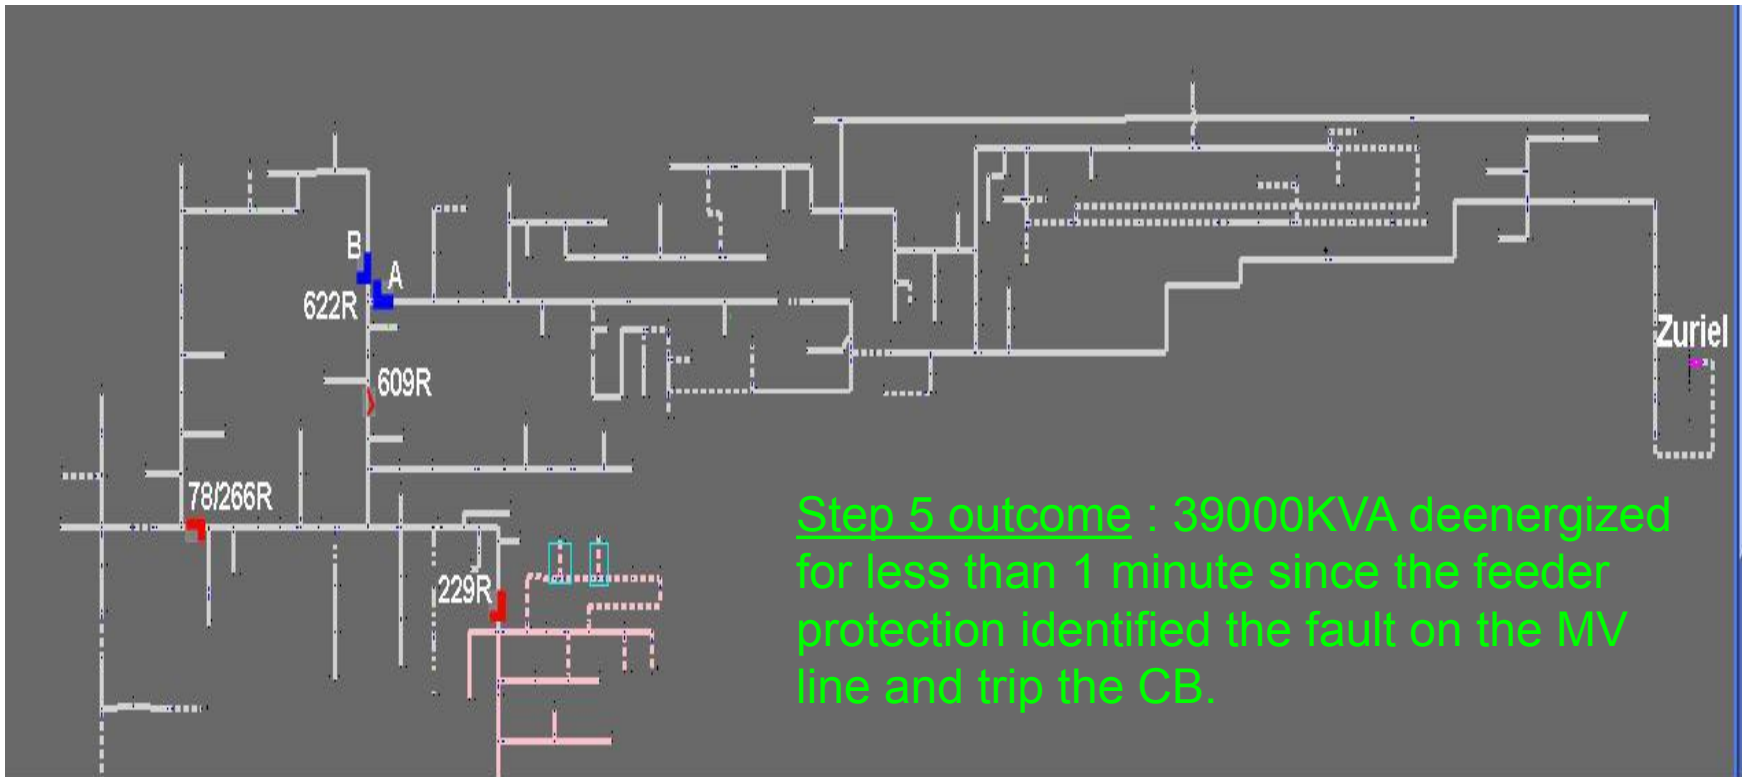 B
A
622R
Zuriel
609R
78/266R
229R
Step 5 outcome : 39000KVA deenergized
for less than 1 minute since the feeder
protection identified the fault on the MV
line and trip the CB.